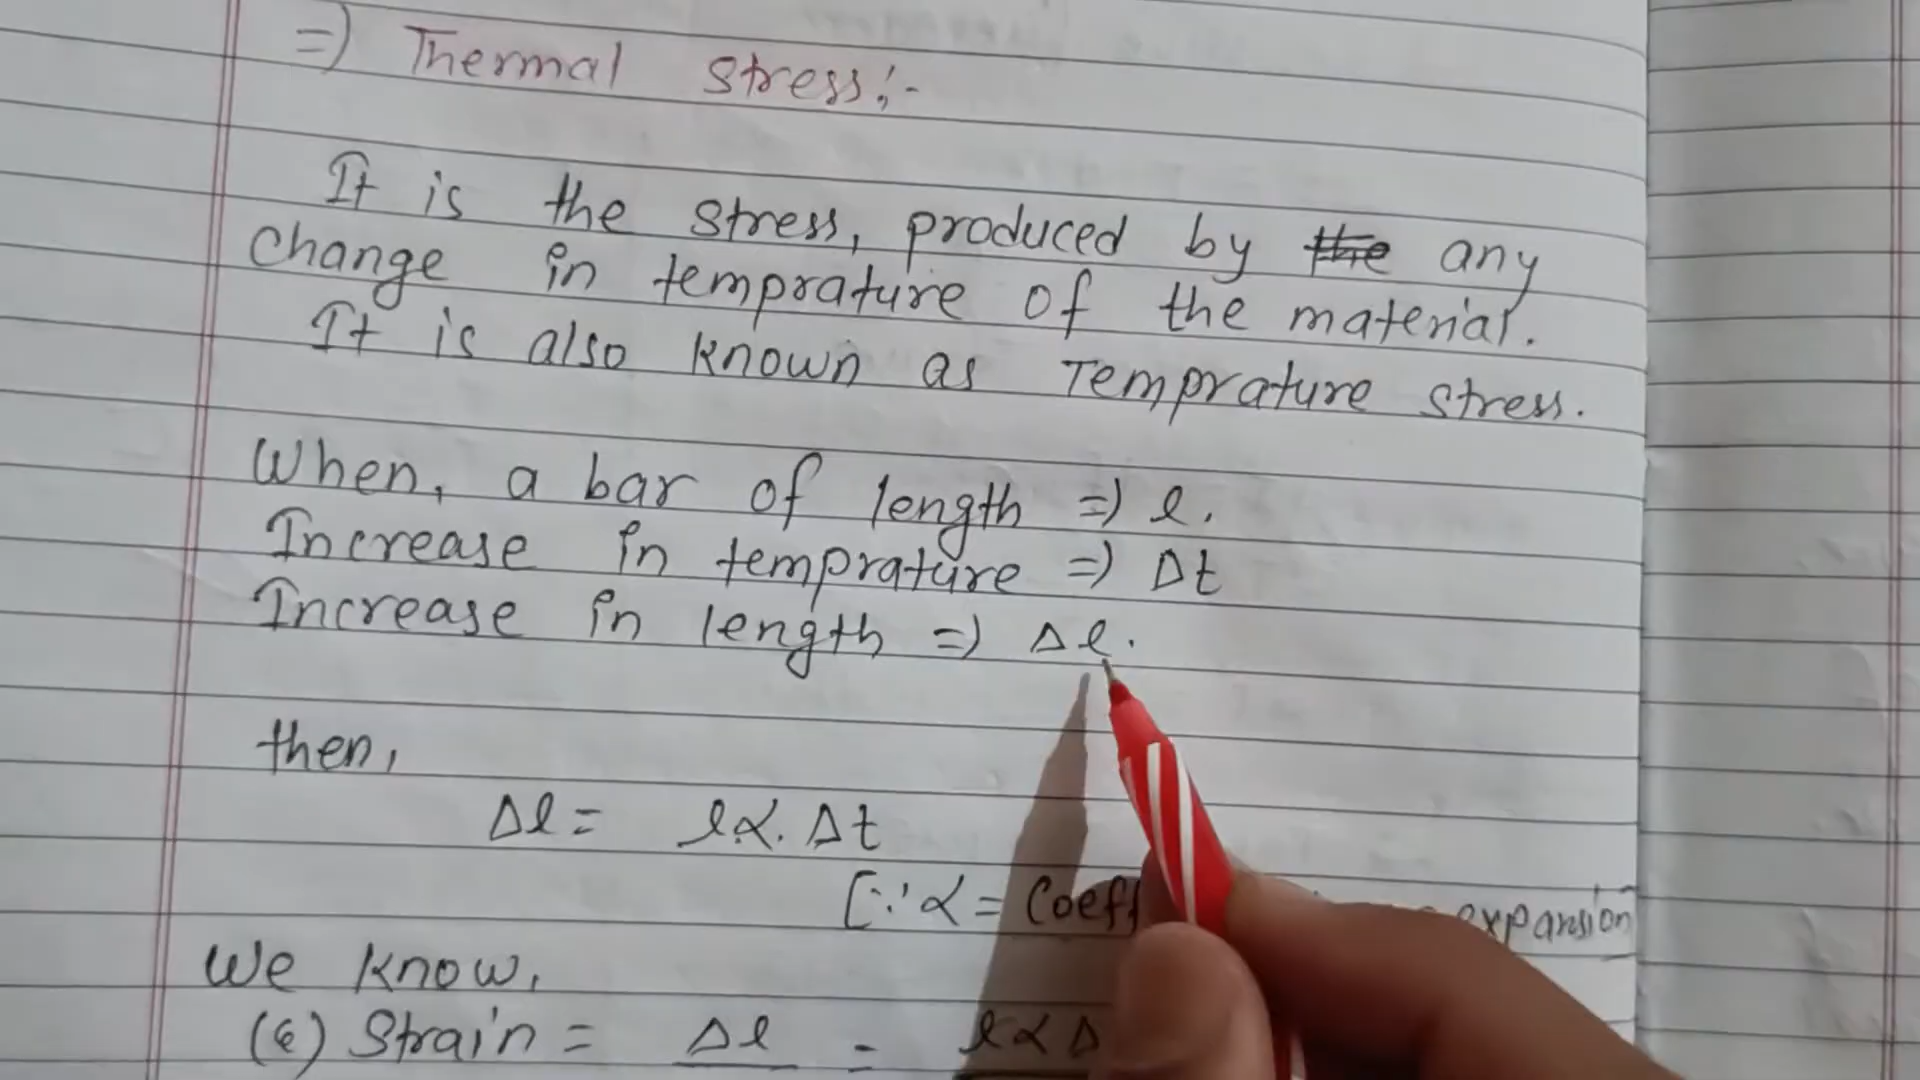 =) Thermal stress:-
It is the stress, produced by any
change in temprature of the material.
It is also known as Temprature stress.
When, a bar of length =) l.
Increase in temprature =) Δt
Increase in length =) Δl.
then,
Δl = lα. Δt
[∵ α = Coeff expansion]
We know,
(ϵ) Strain = Δl = lαΔ